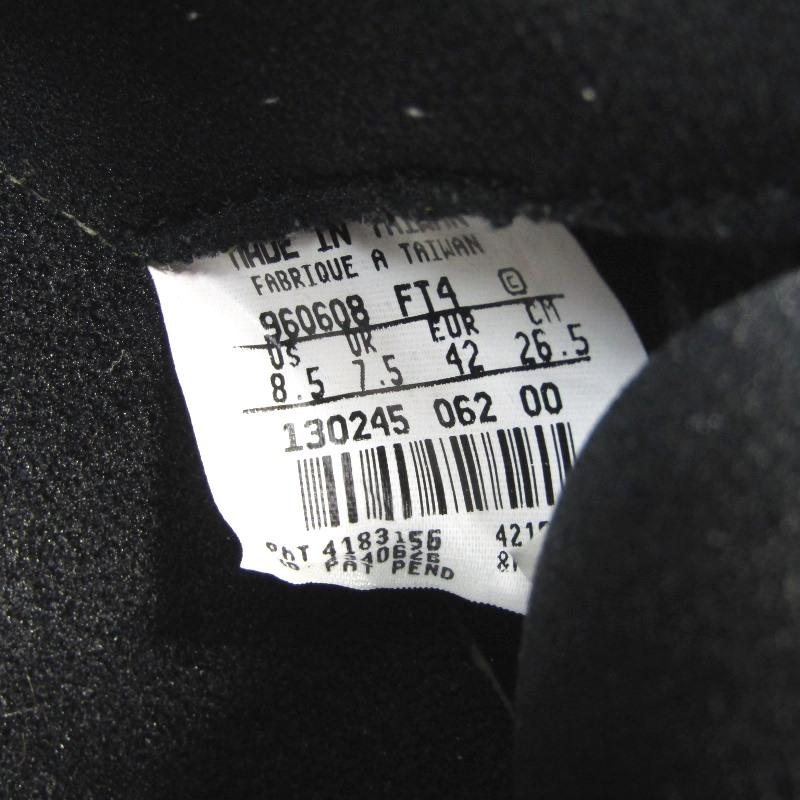 MADE IN TAIWAN
FABRIQUE A TAIWAN
960608 FT4 ©
US UK EUR CM
8.5 7.5 42 26.5
130245 062 00
PAT 4183156 421
PAT PEND